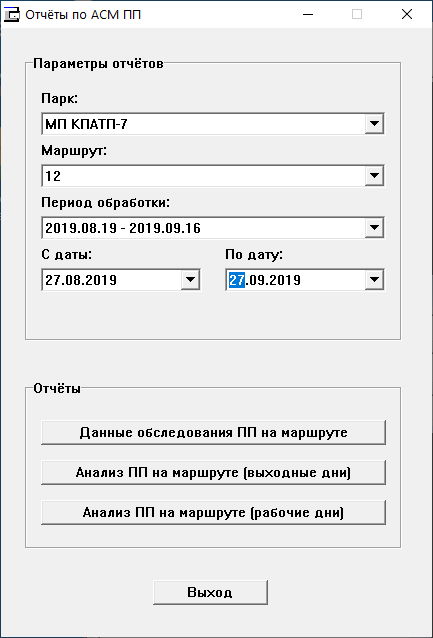 Отчёты по АСМ ПП
Параметры отчётов
Парк:
МП КПАТП-7
Маршрут:
12
Период обработки:
2019.08.19 - 2019.09.16
С даты: По дату:
27.08.2019 27.09.2019
Отчёты
Данные обследования ПП на маршруте
Анализ ПП на маршруте (выходные дни)
Анализ ПП на маршруте (рабочие дни)
Выход